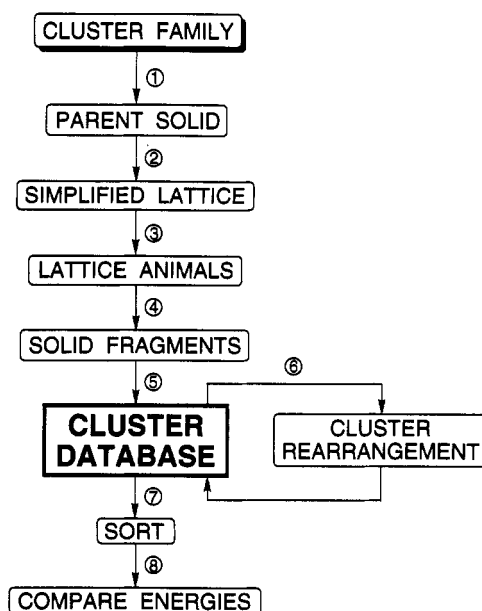 CLUSTER FAMILY
①
PARENT SOLID
②
SIMPLIFIED LATTICE
③
LATTICE ANIMALS
④
SOLID FRAGMENTS
⑤
⑥
CLUSTER
DATABASE
CLUSTER
REARRANGEMENT
⑦
SORT
⑧
COMPARE ENERGIES